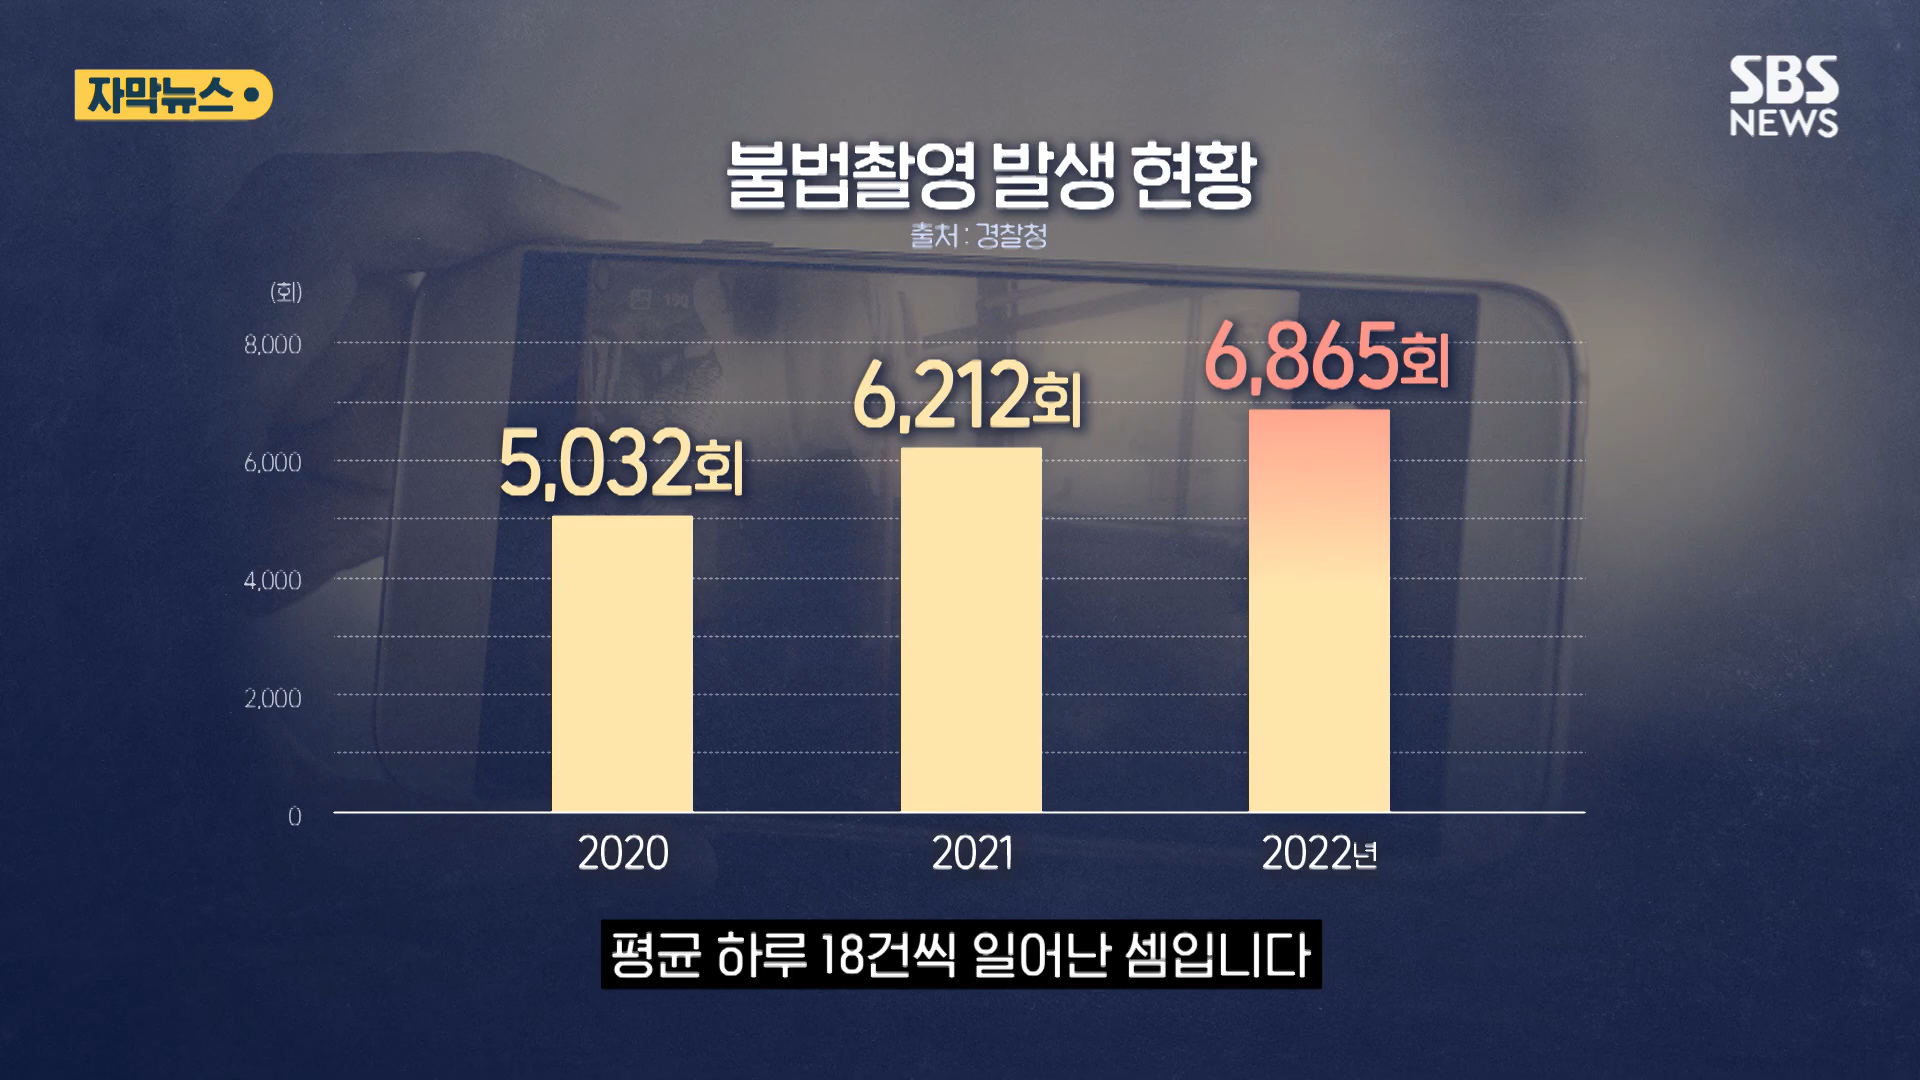 자막뉴스
SBS
NEWS
불법촬영 발생 현황
출처 : 경찰청
(회)
8,000
6,000
4,000
2,000
0
5,032회
6,212회
6,865회
2020
2021
2022년
평균 하루 18건씩 일어난 셈입니다